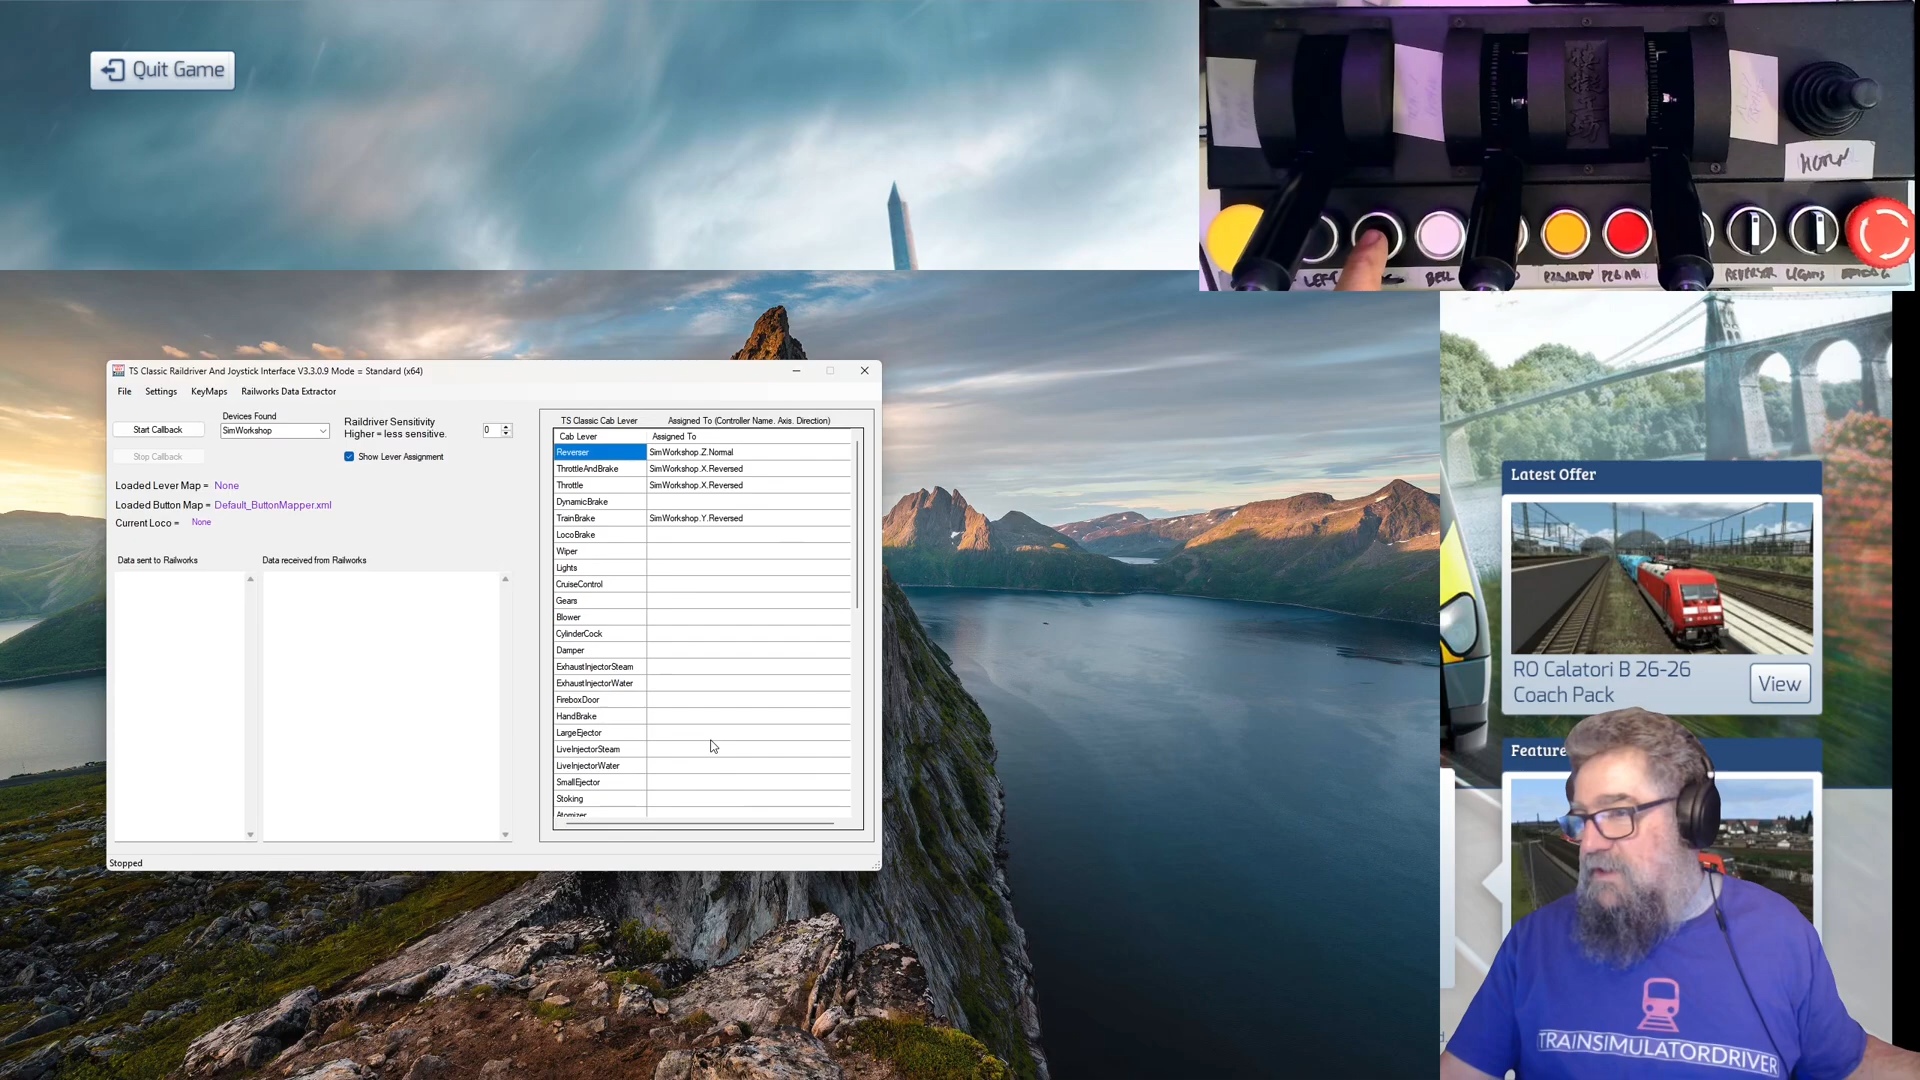 Quit Game
HORN
LEFT
BELL
REVERSER
LIGHTS
TS Classic Raildriver And Joystick Interface V3.3.0.9 Mode = Standard (x64)
File Settings KeyMaps Railworks Data Extractor
Start Callback
Stop Callback
Devices Found
SimWorkshop
Raildriver Sensitivity
Higher = less sensitive.
0
Show Lever Assignment
Loaded Lever Map = None
Loaded Button Map = Default_ButtonMapper.xml
Current Loco = None
Data sent to Railworks
Data received from Railworks
TS Classic Cab Lever Assigned To (Controller Name. Axis. Direction)
Cab Lever Assigned To
Reverser SimWorkshop.Z.Normal
ThrottleAndBrake SimWorkshop.X.Reversed
Throttle SimWorkshop.X.Reversed
DynamicBrake
TrainBrake SimWorkshop.Y.Reversed
LocoBrake
Wiper
Lights
CruiseControl
Gears
Blower
CylinderCock
Damper
ExhaustInjectorSteam
ExhaustInjectorWater
FireboxDoor
HandBrake
LargeEjector
LiveInjectorSteam
LiveInjectorWater
SmallEjector
Stoking
Atomizer
Stopped
Latest Offer
RO Calatori B 26-26
Coach Pack
View
Feature
TRAINSIMULATORDRIVER